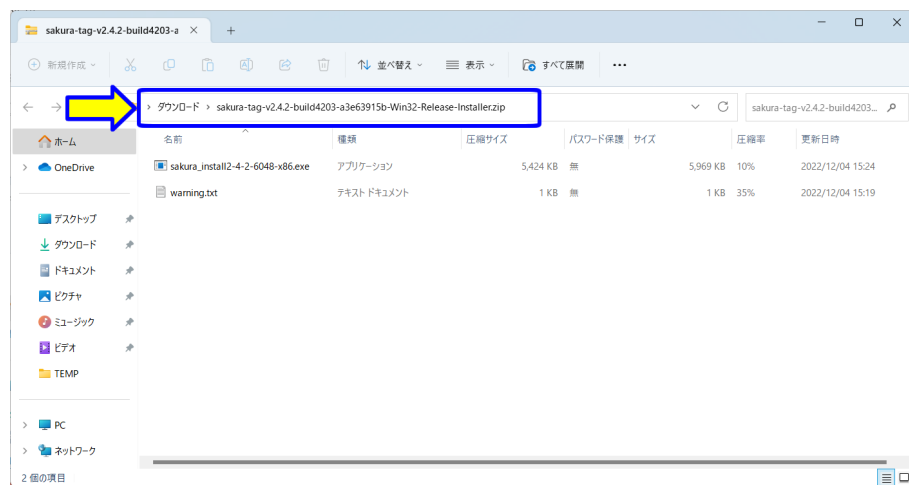 sakura-tag-v2.4.2-build4203-a
新規作成
並べ替え
表示
すべて展開
ダウンロード › sakura-tag-v2.4.2-build4203-a3e63915b-Win32-Release-Installer.zip
sakura-tag-v2.4.2-build4203...
ホーム
OneDrive
デスクトップ
ダウンロード
ドキュメント
ピクチャ
ミュージック
ビデオ
TEMP
PC
ネットワーク
名前 種類 圧縮サイズ パスワード保護 サイズ 圧縮率 更新日時
sakura_install2-4-2-6048-x86.exe アプリケーション 5,424 KB 無 5,969 KB 10% 2022/12/04 15:24
warning.txt テキスト ドキュメント 1 KB 無 1 KB 35% 2022/12/04 15:19
2 個の項目